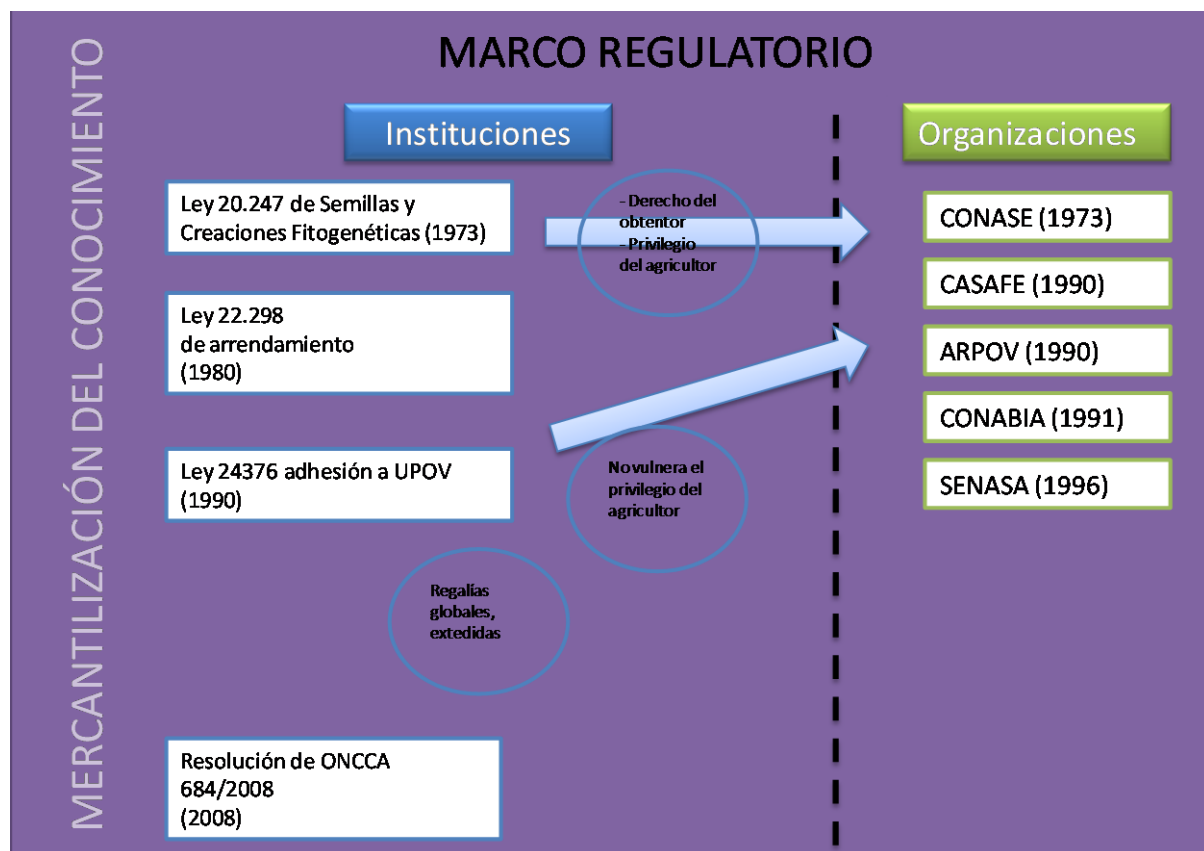 MERCANTILIZACIÓN DEL CONOCIMIENTO
MARCO REGULATORIO
Instituciones
Organizaciones
Ley 20.247 de Semillas y
Creaciones Fitogenéticas (1973)
- Derecho del
obtentor
- Privilegio
del agricultor
Ley 22.298
de arrendamiento
(1980)
Ley 24376 adhesión a UPOV
(1990)
No vulnera el
privilegio del
agricultor
Regalías
globales,
extedidas
Resolución de ONCCA
684/2008
(2008)
CONASE (1973)
CASAFE (1990)
ARPOV (1990)
CONABIA (1991)
SENASA (1996)